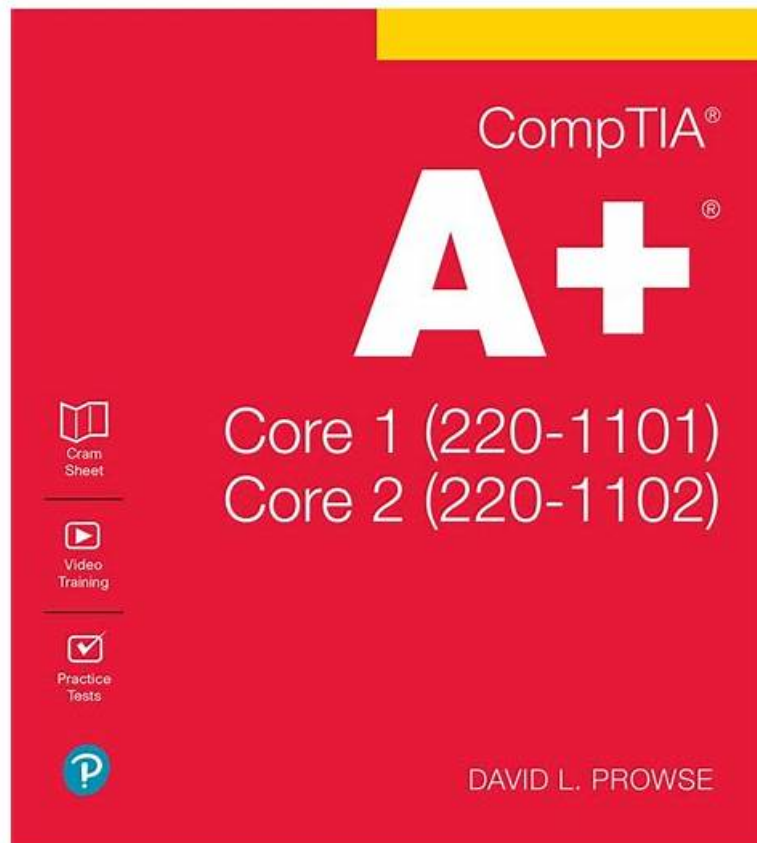 CompTIA®
A+®
Core 1 (220-1101)
Core 2 (220-1102)
Cram
Sheet
Video
Training
Practice
Tests
P
DAVID L. PROWSE